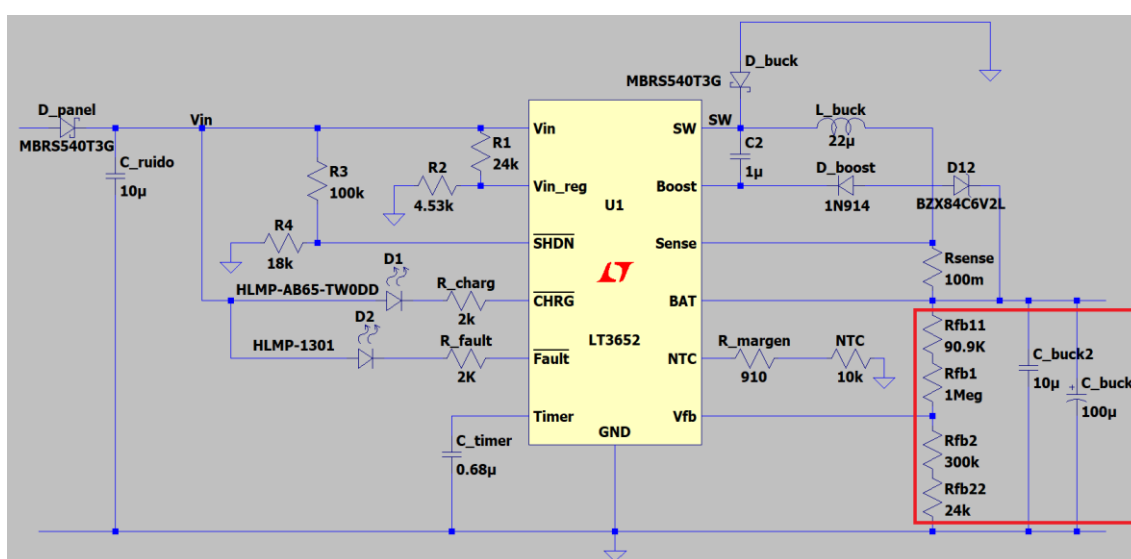 D_panel
MBRS540T3G
Vin
C_ruido
10µ
R3
100k
R4
18k
R2
4.53k
R1
24k
HLMP-AB65-TW0DD
D1
R_charg
2k
HLMP-1301
D2
R_fault
2K
C_timer
0.68µ
Vin
Vin_reg
SHDN
CHRG
Fault
Timer
U1
LT3652
GND
SW
Boost
Sense
BAT
NTC
Vfb
SW
D_buck
MBRS540T3G
L_buck
22µ
C2
1µ
D_boost
1N914
D12
BZX84C6V2L
Rsense
100m
R_margen
910
NTC
10k
Rfb11
90.9K
Rfb1
1Meg
Rfb2
300k
Rfb22
24k
C_buck2
10µ
C_buck
+
100µ